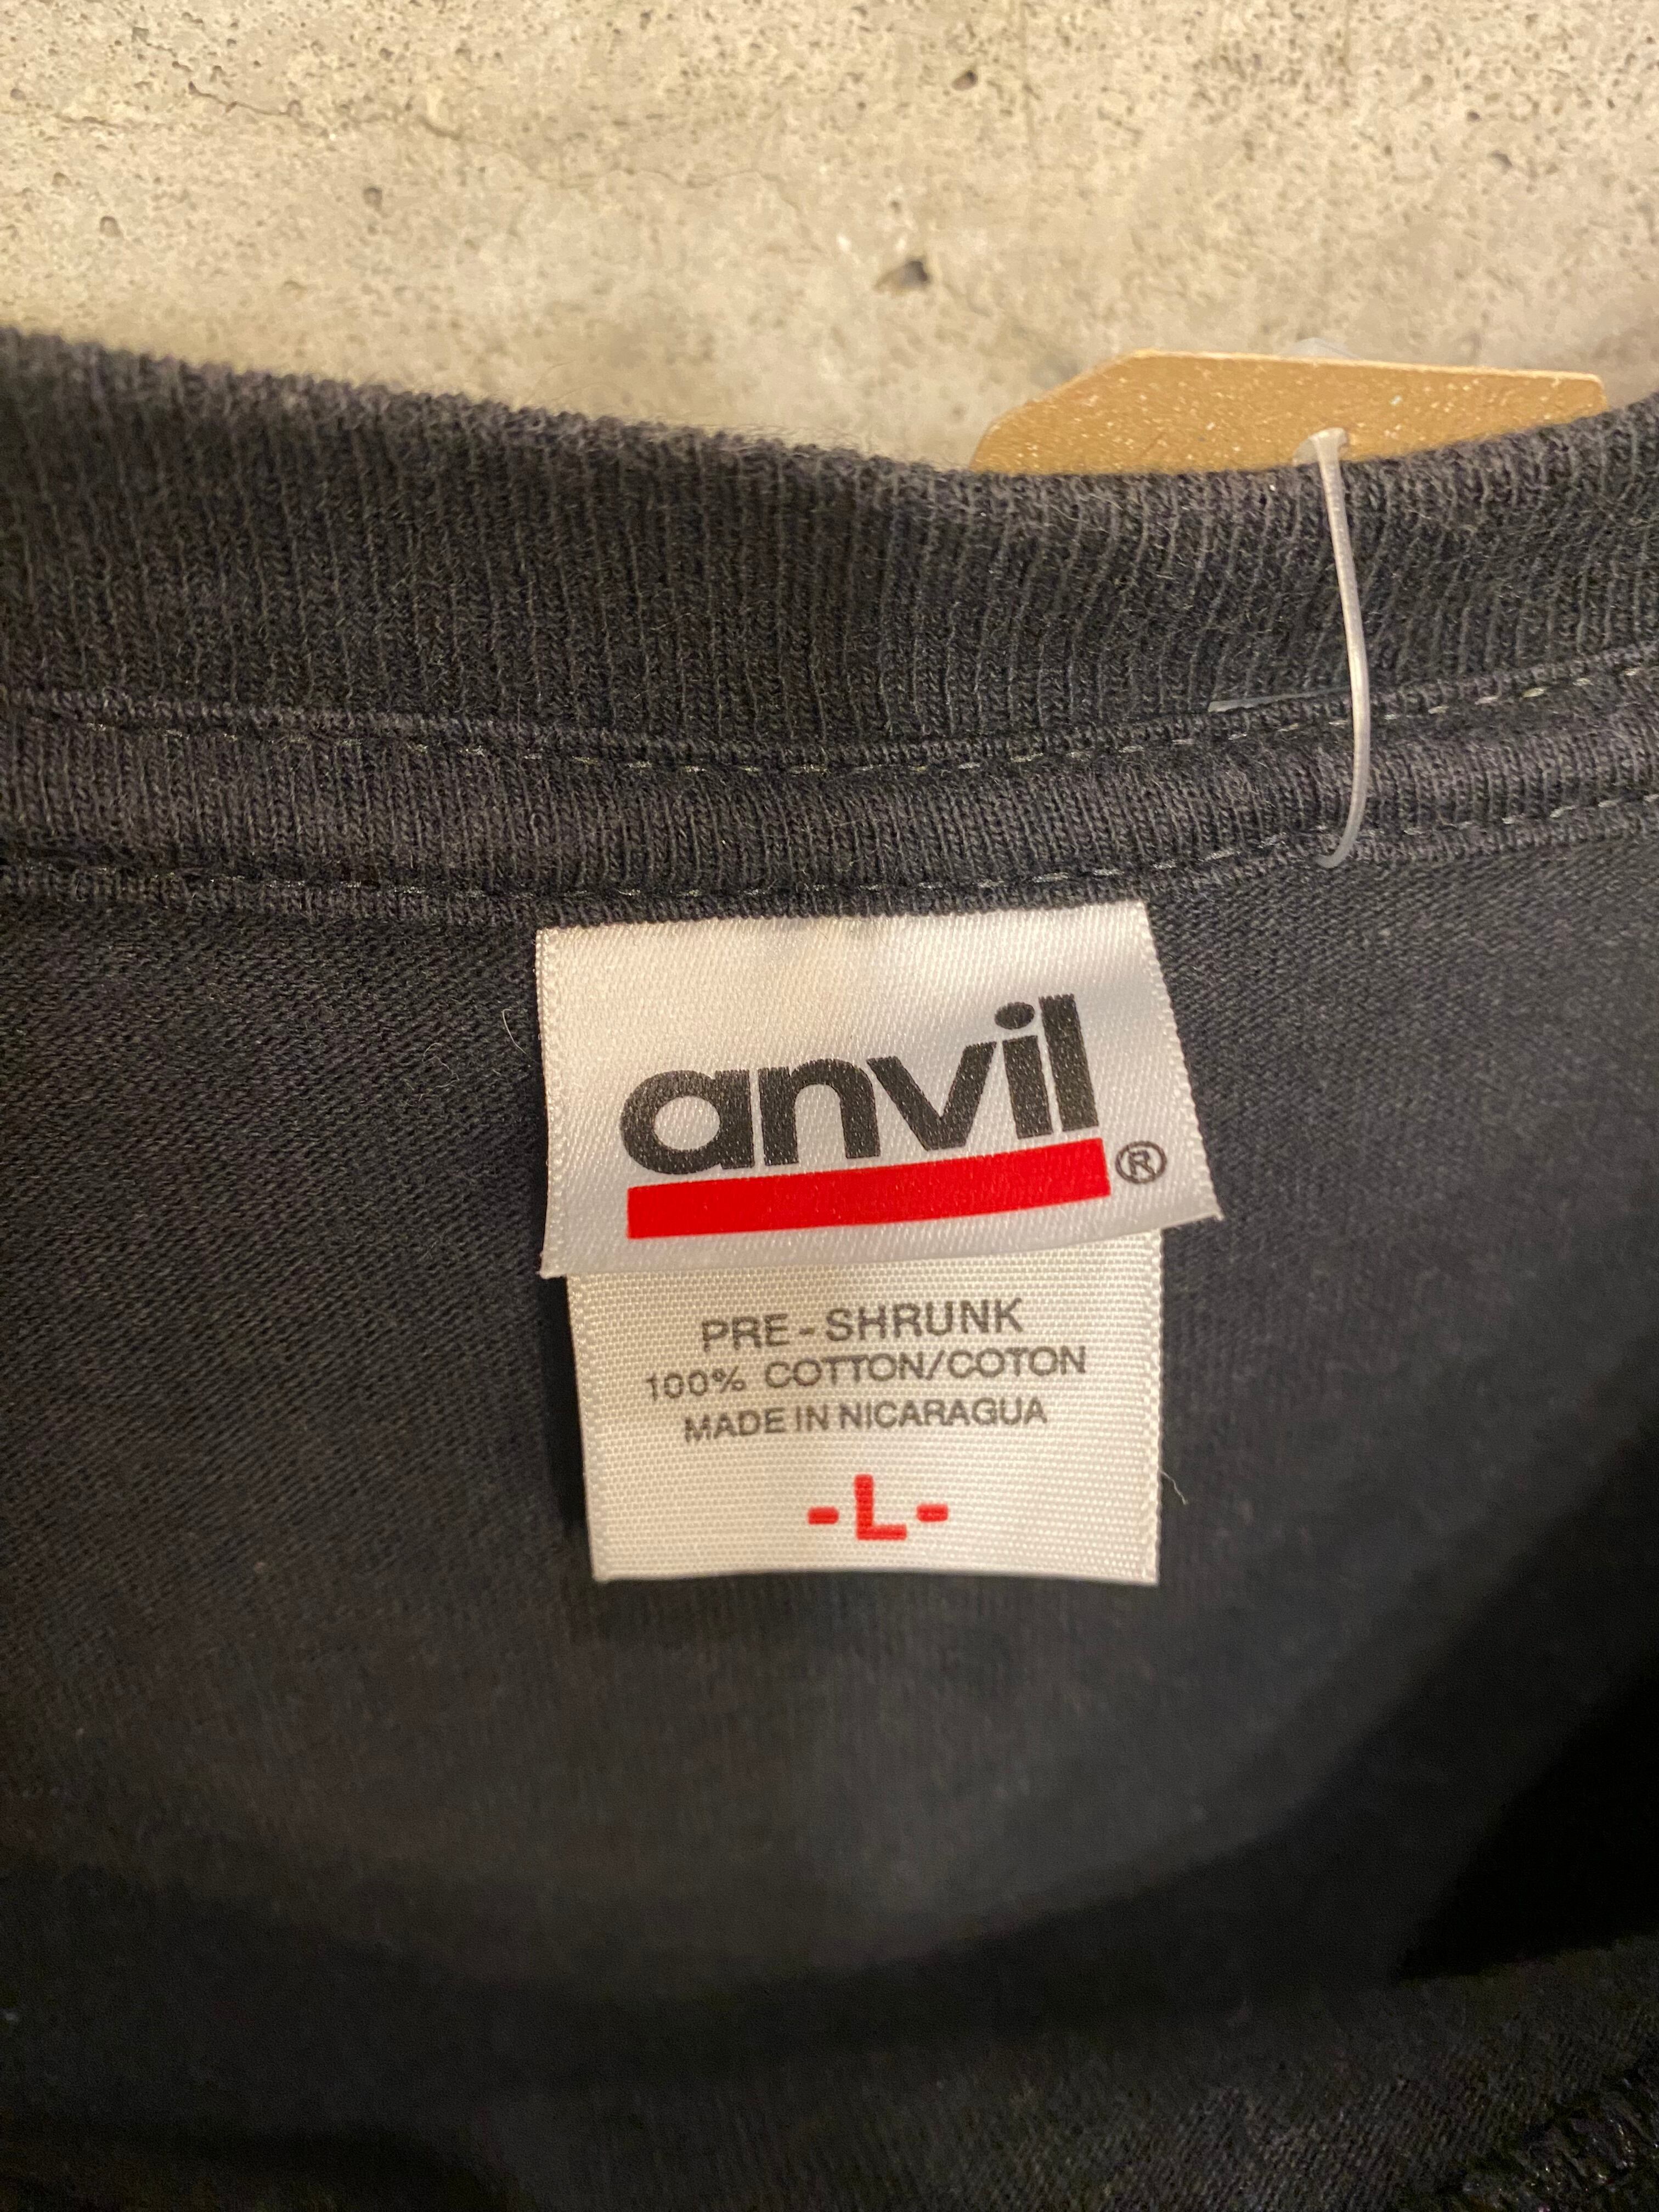 anvil®
PRE-SHRUNK
100% COTTON/COTON
MADE IN NICARAGUA
-L-